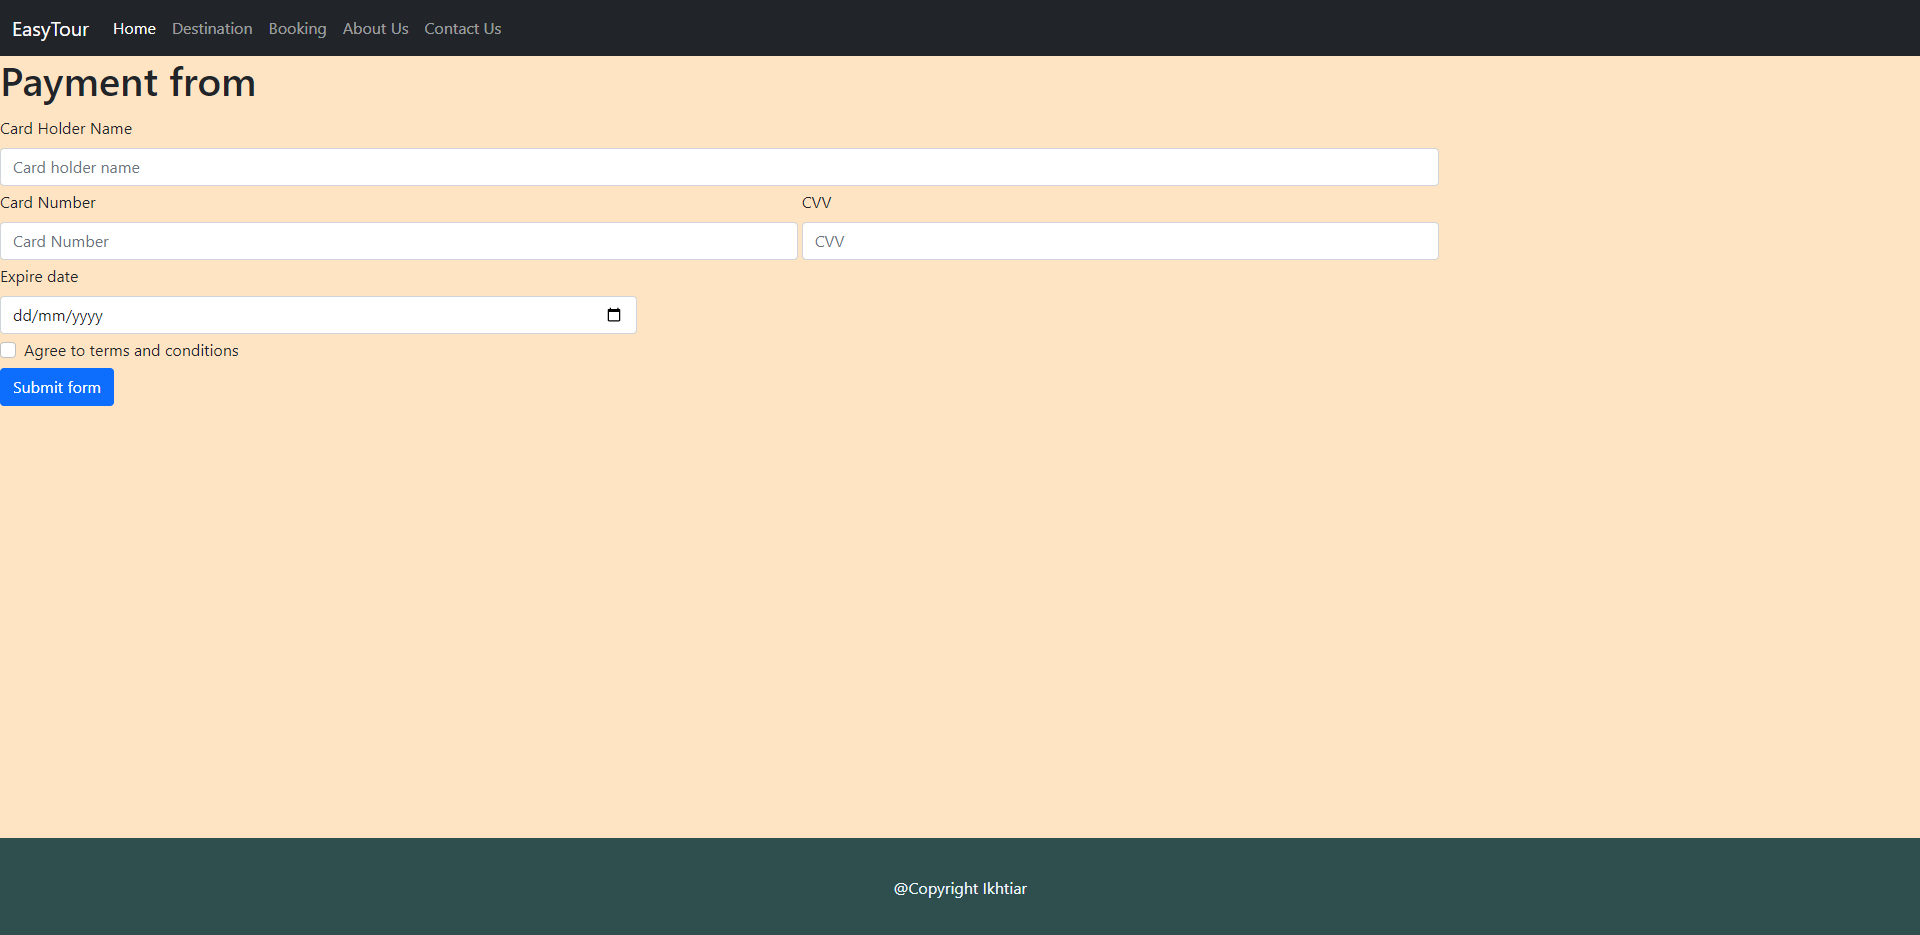 EasyTour Home Destination Booking About Us Contact Us
Payment from
Card Holder Name
Card holder name
Card Number CVV
Card Number CVV
Expire date
dd/mm/yyyy
Agree to terms and conditions
Submit form
@Copyright Ikhtiar